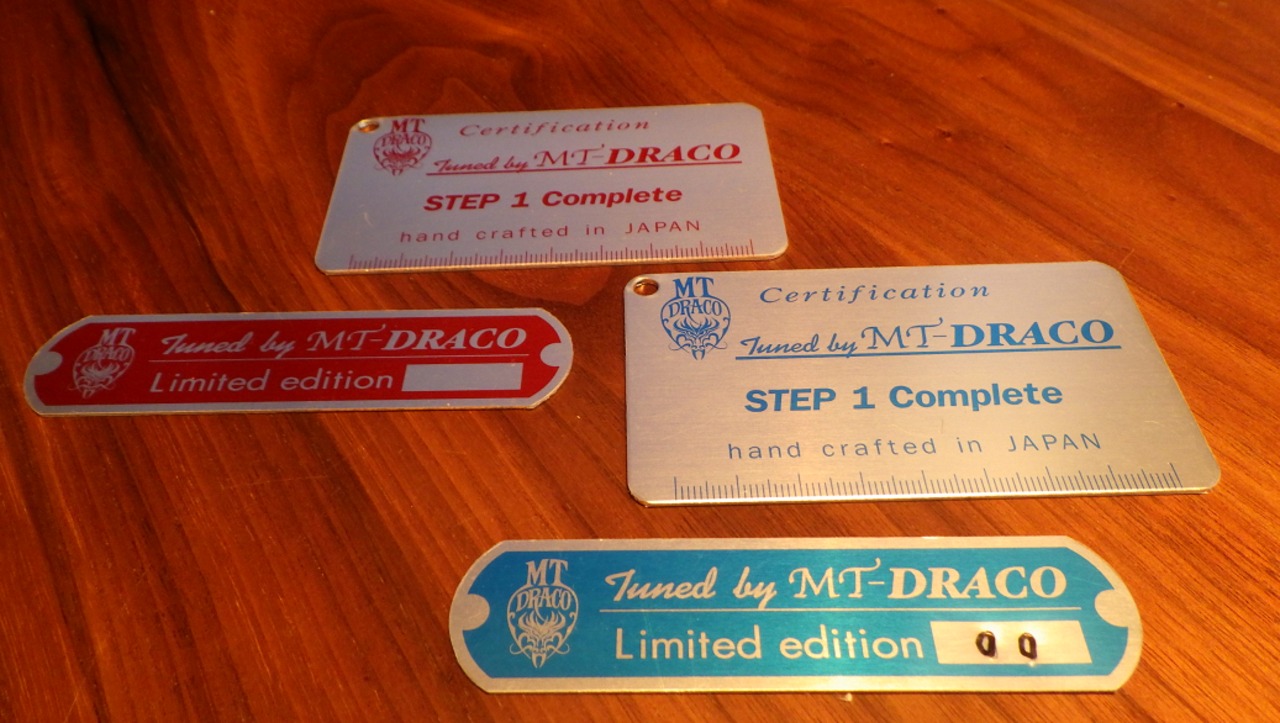 MT
DRACO
Certification
Tuned by MT-DRACO
STEP 1 Complete
hand crafted in JAPAN
MT
DRACO
Tuned by MT-DRACO
Limited edition
MT
DRACO
Certification
Tuned by MT-DRACO
STEP 1 Complete
hand crafted in JAPAN
MT
DRACO
Tuned by MT-DRACO
Limited edition 00